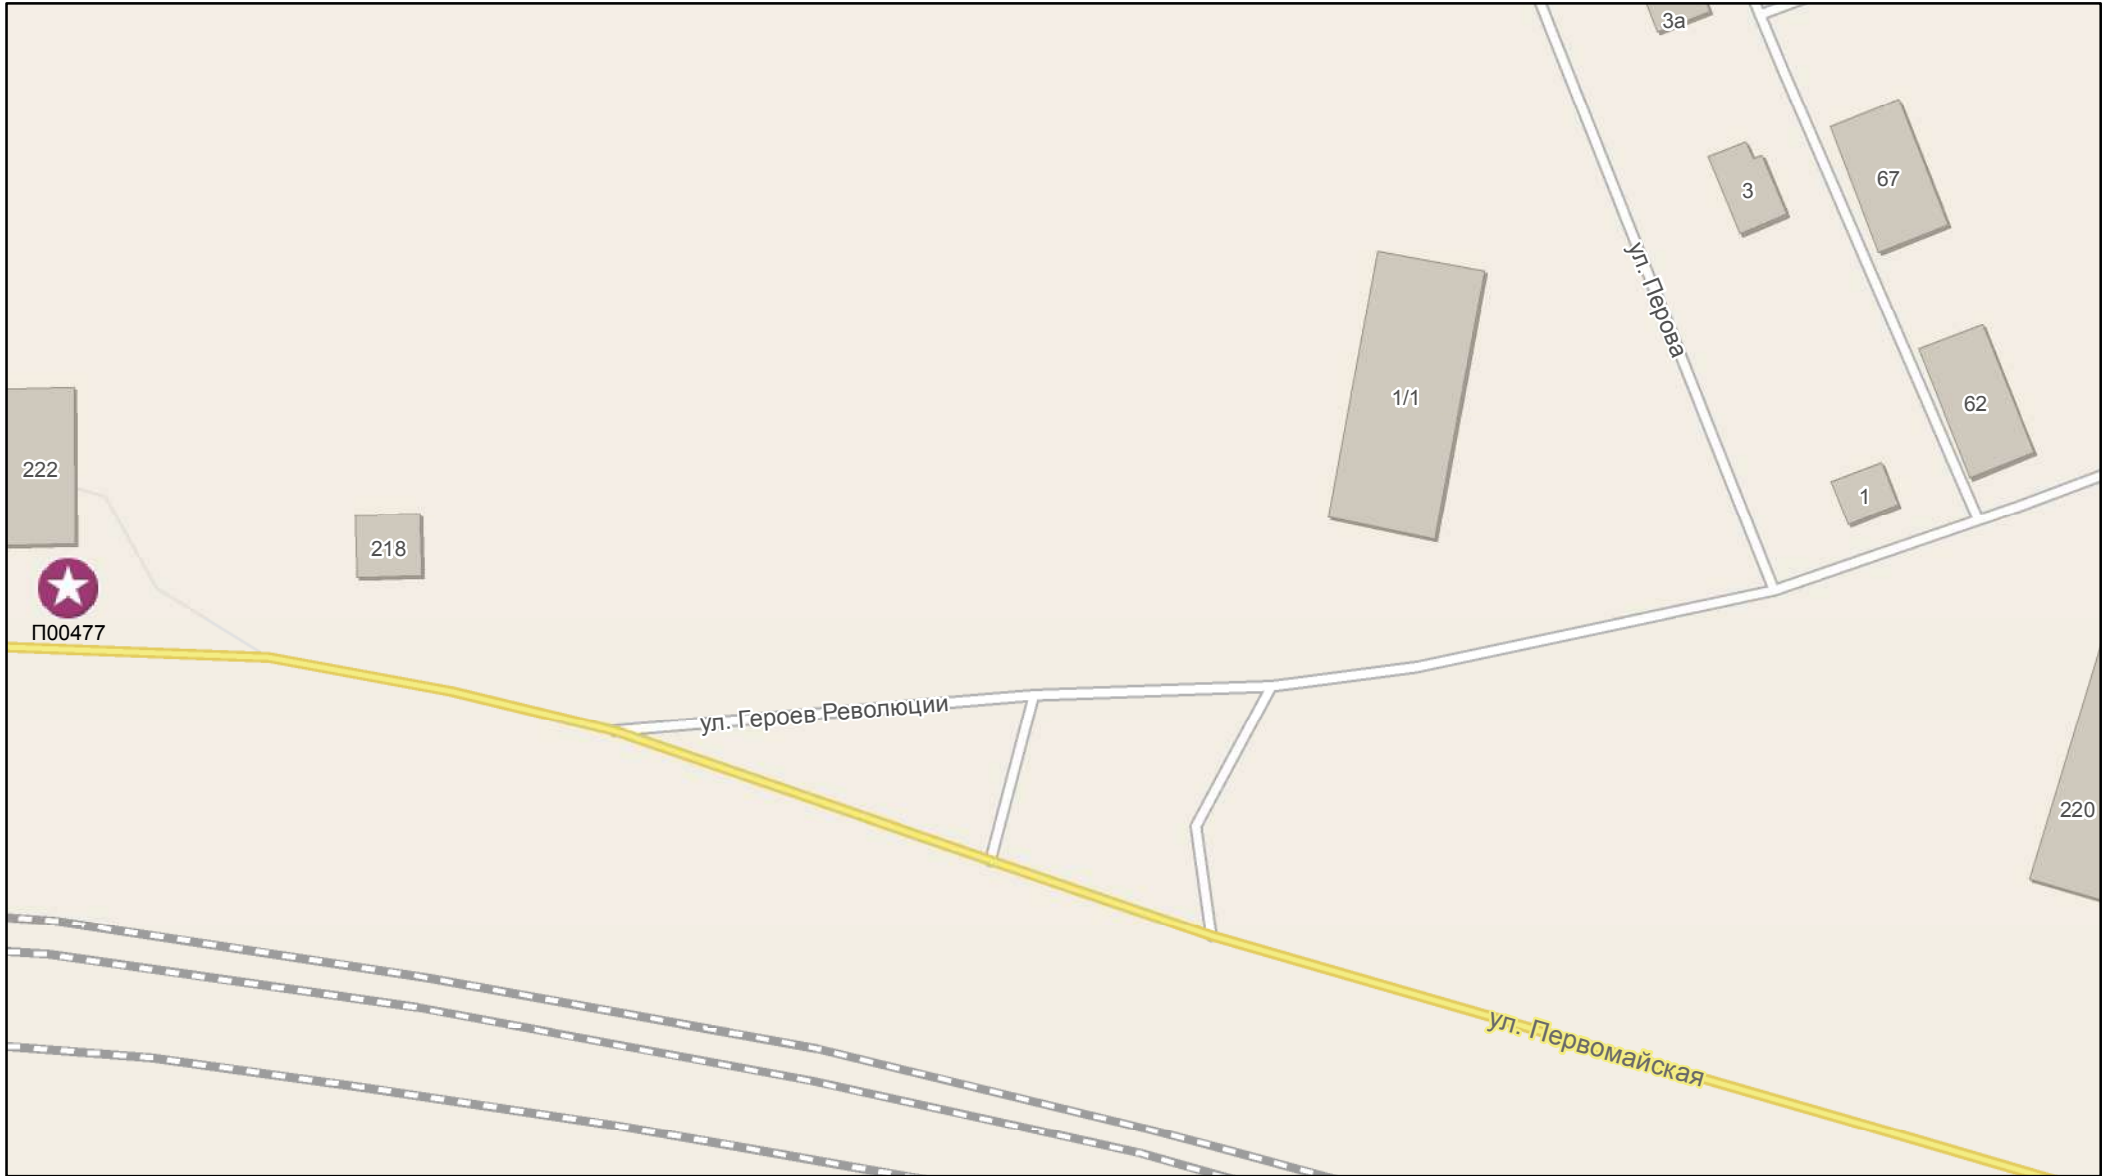 3а
67
3
ул. Перова
1/1
62
222
1
218
П00477
ул. Героев Революции
220
ул. Первомайская